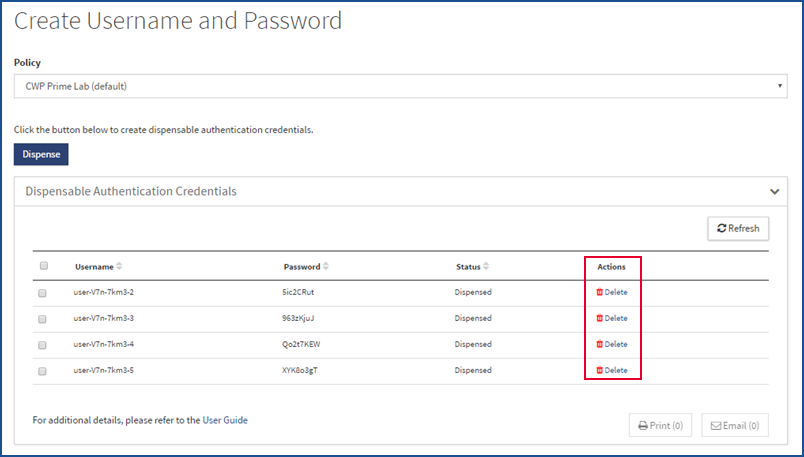 Create Username and Password
Policy
CWP Prime Lab (default)
Click the button below to create dispensable authentication credentials.
Dispense
Dispensable Authentication Credentials
Refresh
Username Password Status Actions
user-V7n-7km3-2 5ic2CRut Dispensed Delete
user-V7n-7km3-3 963zKjuJ Dispensed Delete
user-V7n-7km3-4 Qo2t7KEW Dispensed Delete
user-V7n-7km3-5 XYK8o3gT Dispensed Delete
For additional details, please refer to the User Guide
Print (0) Email (0)